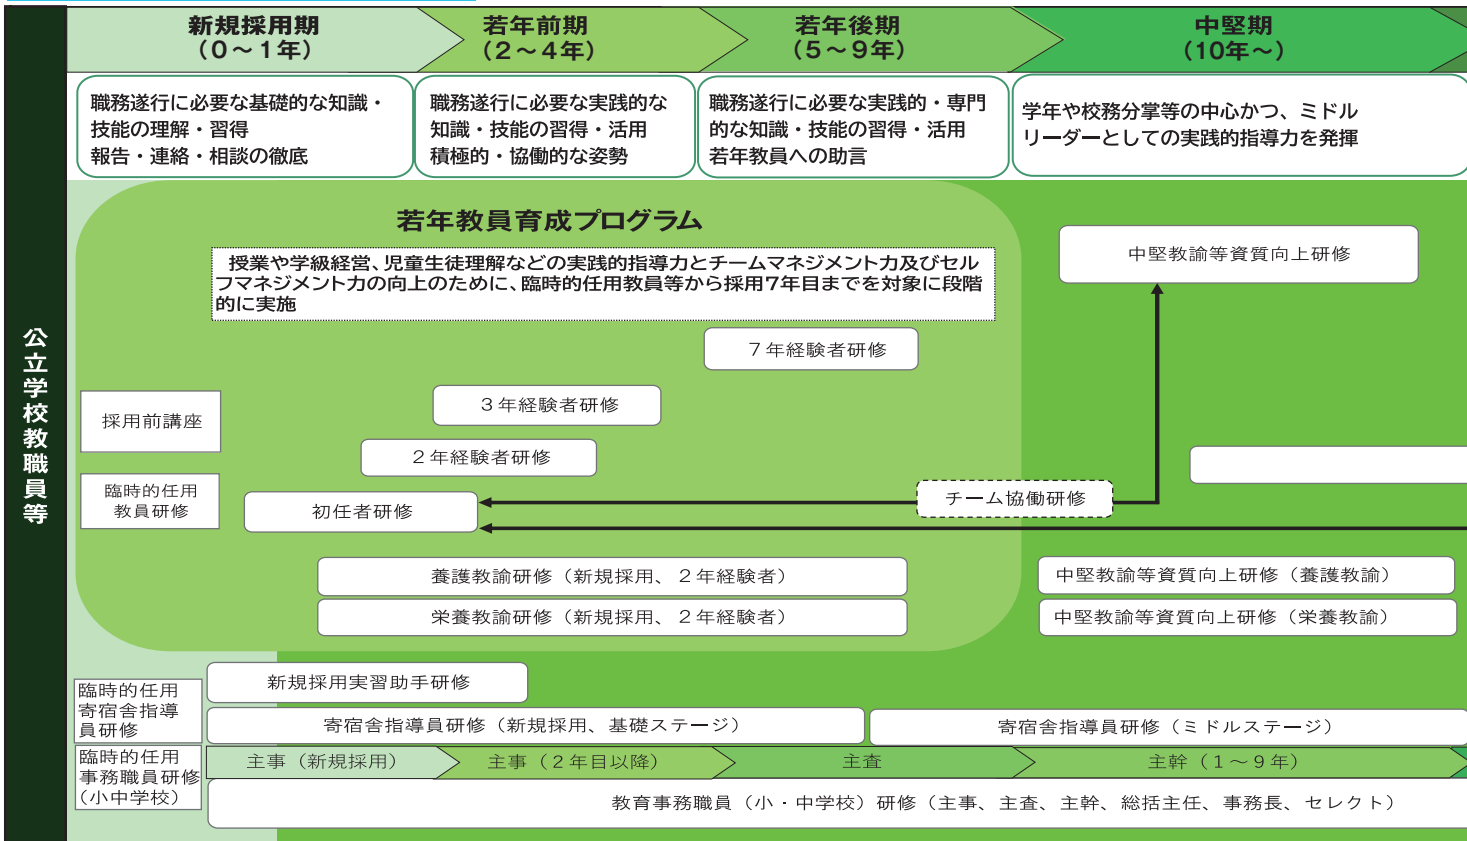 新規採用期
(０～１年)
若年前期
(２～４年)
若年後期
(５～９年)
中堅期
(10年～)
職務遂行に必要な基礎的な知識・
技能の理解・習得
報告・連絡・相談の徹底
職務遂行に必要な実践的な
知識・技能の習得・活用
積極的・協働的な姿勢
職務遂行に必要な実践的・専門
的な知識・技能の習得・活用
若年教員への助言
学年や校務分掌等の中心かつ、ミドル
リーダーとしての実践的指導力を発揮
公立学校教職員等
若年教員育成プログラム
授業や学級経営、児童生徒理解などの実践的指導力とチームマネジメント力及びセル
フマネジメント力の向上のために、臨時的任用教員等から採用7年目までを対象に段階
的に実施
中堅教諭等資質向上研修
７年経験者研修
３年経験者研修
採用前講座
２年経験者研修
臨時的任用
教員研修
初任者研修
チーム協働研修
養護教諭研修（新規採用、２年経験者）
中堅教諭等資質向上研修（養護教諭）
栄養教諭研修（新規採用、２年経験者）
中堅教諭等資質向上研修（栄養教諭）
臨時的任用
寄宿舎指導
員研修
新規採用実習助手研修
寄宿舎指導員研修（新規採用、基礎ステージ）
寄宿舎指導員研修（ミドルステージ）
臨時的任用
事務職員研修
（小中学校）
主事（新規採用）
主事（２年目以降）
主査
主幹（１～９年）
教育事務職員（小・中学校）研修（主事、主査、主幹、総括主任、事務長、セレクト）